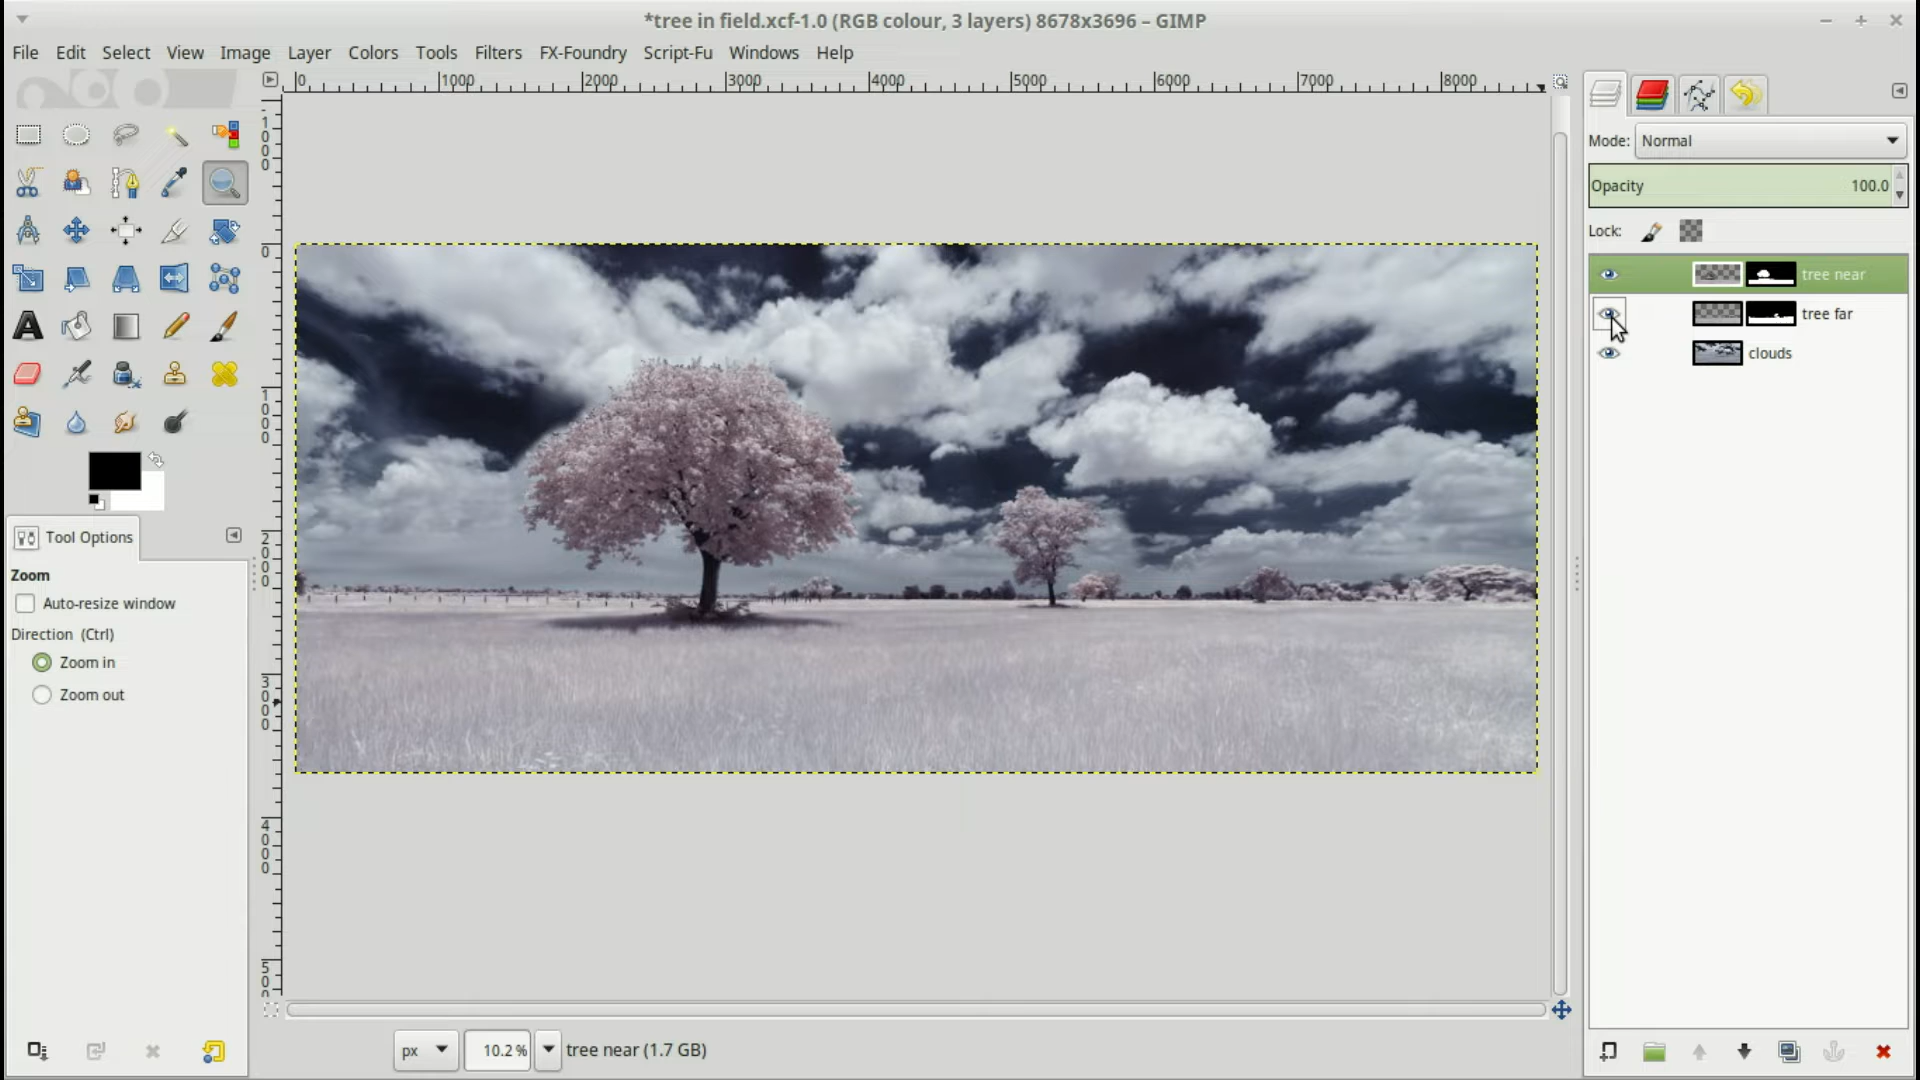 *tree in field.xcf-1.0 (RGB colour, 3 layers) 8678x3696 – GIMP
File Edit Select View Image Layer Colors Tools Filters FX-Foundry Script-Fu Windows Help
0 1000 2000 3000 4000 5000 6000 7000 8000
Mode: Normal
Opacity 100.0
Lock:
tree near
tree far
clouds
Tool Options
Zoom
Auto-resize window
Direction (Ctrl)
Zoom in
Zoom out
px 10.2 % tree near (1.7 GB)